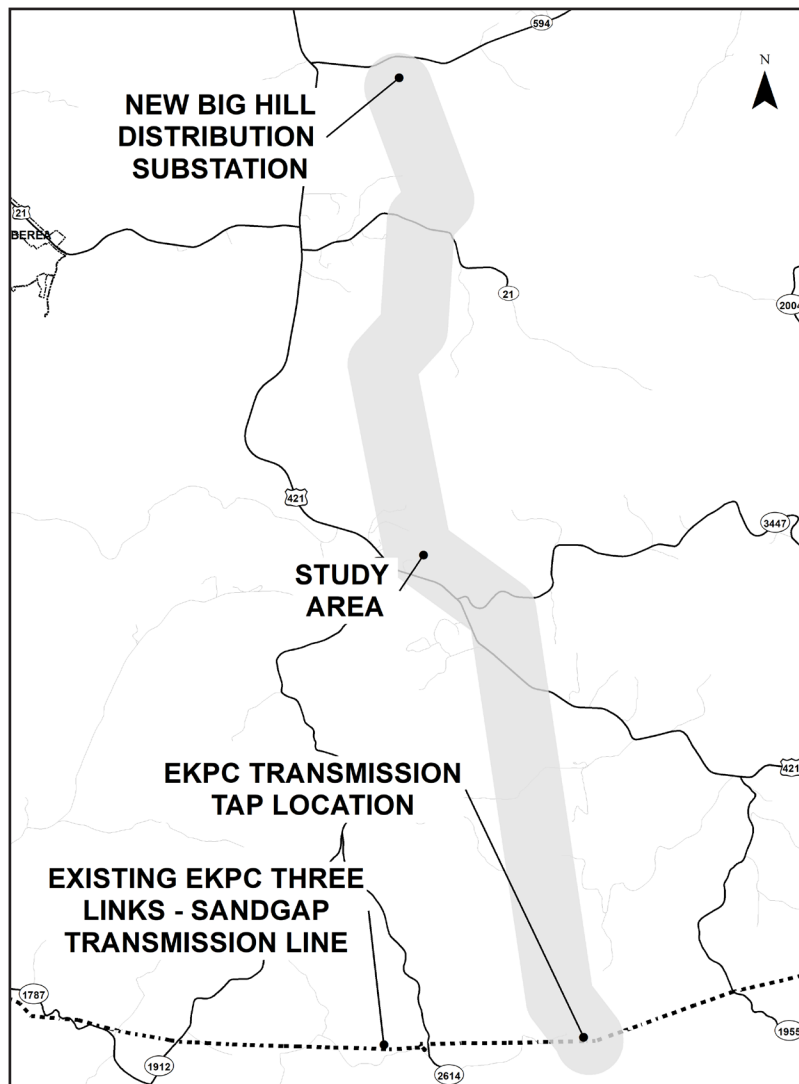 594
N
NEW BIG HILL
DISTRIBUTION
SUBSTATION
21
BEREA
21
2004
421
3447
STUDY
AREA
EKPC TRANSMISSION
TAP LOCATION
421
EXISTING EKPC THREE
LINKS - SANDGAP
TRANSMISSION LINE
1787
1955
1912
2614